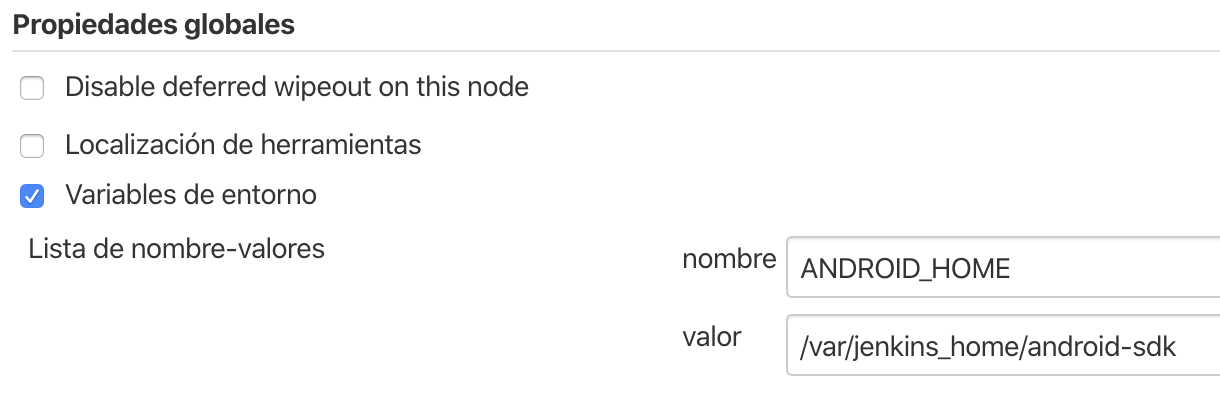 Propiedades globales
Disable deferred wipeout on this node
Localización de herramientas
Variables de entorno
Lista de nombre-valores
nombre ANDROID_HOME
valor /var/jenkins_home/android-sdk